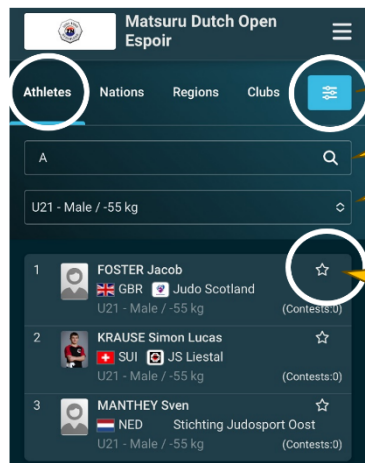 Matsuru Dutch Open
Espoir
Athletes Nations Regions Clubs
A
U21 - Male / -55 kg
1 FOSTER Jacob
GBR Judo Scotland
U21 - Male / -55 kg (Contests:0)
2 KRAUSE Simon Lucas
SUI JS Liestal
U21 - Male / -55 kg (Contests:0)
3 MANTHEY Sven
NED Stichting Judosport Oost
U21 - Male / -55 kg (Contests:0)